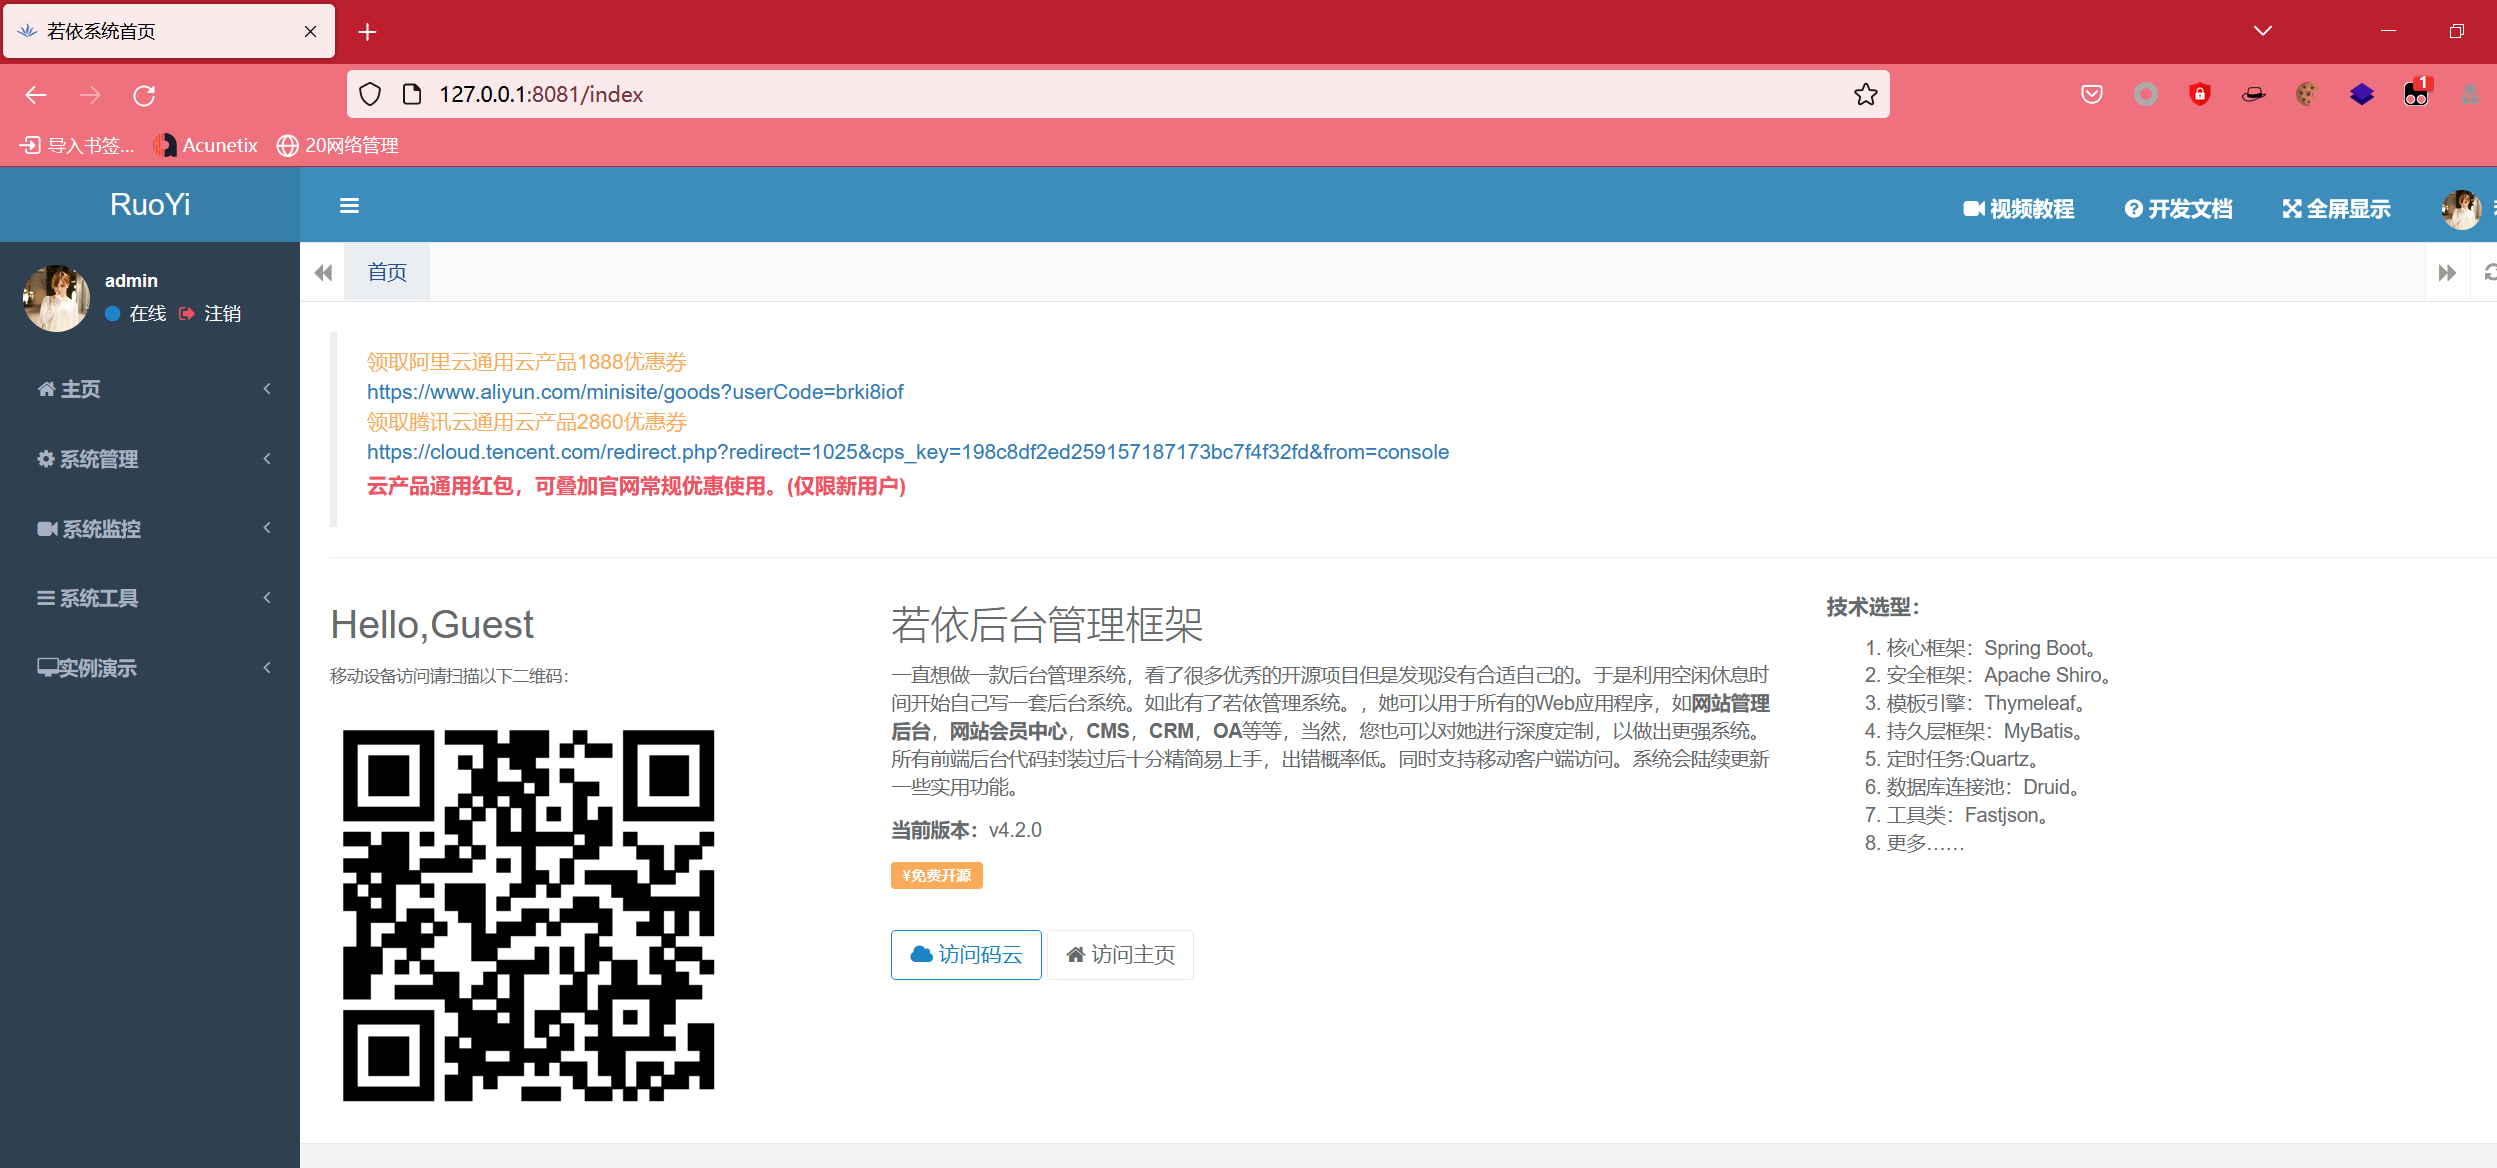 若依系统首页
127.0.0.1:8081/index
1
导入书签...
Acunetix
20网络管理
RuoYi
视频教程
开发文档
全屏显示
admin
在线
注销
首页
主页
系统管理
系统监控
系统工具
实例演示
领取阿里云通用云产品1888优惠券
https://www.aliyun.com/minisite/goods?userCode=brki8iof
领取腾讯云通用云产品2860优惠券
https://cloud.tencent.com/redirect.php?redirect=1025&cps_key=198c8df2ed259157187173bc7f4f32fd&from=console
云产品通用红包，可叠加官网常规优惠使用。(仅限新用户)
Hello,Guest
移动设备访问请扫描以下二维码：
若依后台管理框架
一直想做一款后台管理系统，看了很多优秀的开源项目但是发现没有合适自己的。于是利用空闲休息时
间开始自己写一套后台系统。如此有了若依管理系统。，她可以用于所有的Web应用程序，如网站管理
后台，网站会员中心，CMS，CRM，OA等等，当然，您也可以对她进行深度定制，以做出更强系统。
所有前端后台代码封装过后十分精简易上手，出错概率低。同时支持移动客户端访问。系统会陆续更新
一些实用功能。
当前版本：v4.2.0
¥免费开源
访问码云
访问主页
技术选型：
1. 核心框架：Spring Boot。
2. 安全框架：Apache Shiro。
3. 模板引擎：Thymeleaf。
4. 持久层框架：MyBatis。
5. 定时任务:Quartz。
6. 数据库连接池：Druid。
7. 工具类：Fastjson。
8. 更多……